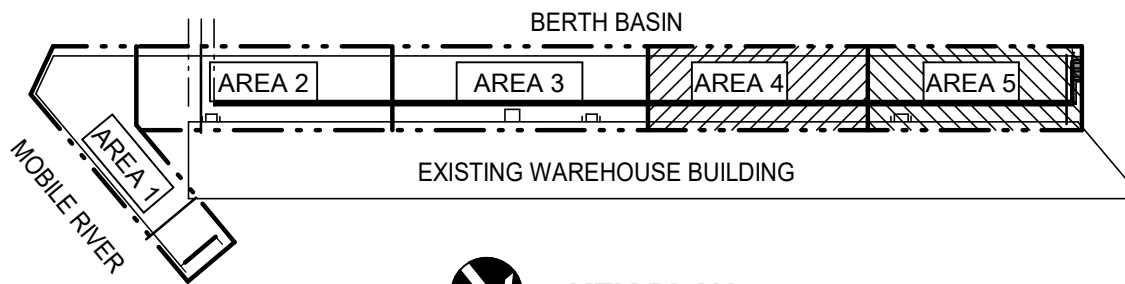 BERTH BASIN
AREA 2
AREA 3
AREA 4
AREA 5
AREA 1
MOBILE RIVER
EXISTING WAREHOUSE BUILDING